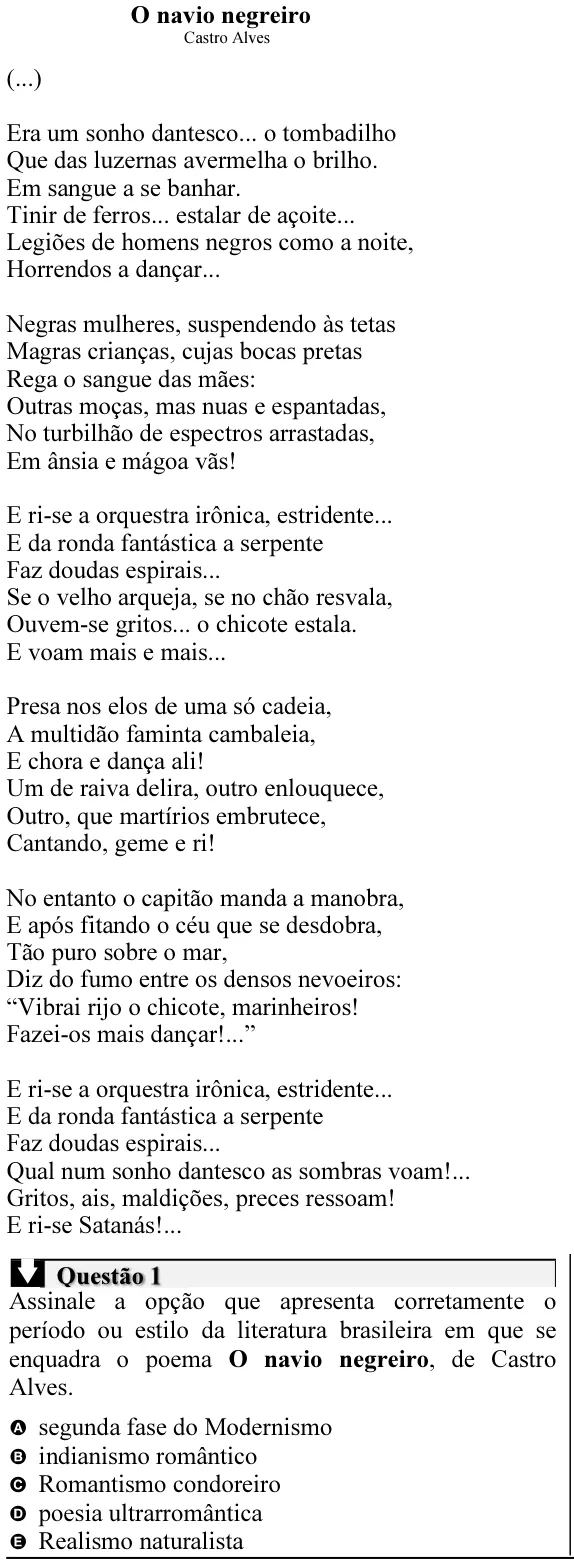 O navio negreiro
Castro Alves
(...)
Era um sonho dantesco... o tombadilho
Que das luzernas avermelha o brilho.
Em sangue a se banhar.
Tinir de ferros... estalar de açoite...
Legiões de homens negros como a noite,
Horrendos a dançar...
Negras mulheres, suspendendo às tetas
Magras crianças, cujas bocas pretas
Rega o sangue das mães:
Outras moças, mas nuas e espantadas,
No turbilhão de espectros arrastadas,
Em ânsia e mágoa vãs!
E ri-se a orquestra irônica, estridente...
E da ronda fantástica a serpente
Faz doudas espirais...
Se o velho arqueja, se no chão resvala,
Ouvem-se gritos... o chicote estala.
E voam mais e mais...
Presa nos elos de uma só cadeia,
A multidão faminta cambaleia,
E chora e dança ali!
Um de raiva delira, outro enlouquece,
Outro, que martírios embrutece,
Cantando, geme e ri!
No entanto o capitão manda a manobra,
E após fitando o céu que se desdobra,
Tão puro sobre o mar,
Diz do fumo entre os densos nevoeiros:
“Vibrai rijo o chicote, marinheiros!
Fazei-os mais dançar!...”
E ri-se a orquestra irônica, estridente...
E da ronda fantástica a serpente
Faz doudas espirais...
Qual num sonho dantesco as sombras voam!...
Gritos, ais, maldições, preces ressoam!
E ri-se Satanás!...
Questão 1
Assinale a opção que apresenta corretamente o
período ou estilo da literatura brasileira em que se
enquadra o poema O navio negreiro, de Castro
Alves.
A segunda fase do Modernismo
B indianismo romântico
C Romantismo condoreiro
D poesia ultrarromântica
E Realismo naturalista